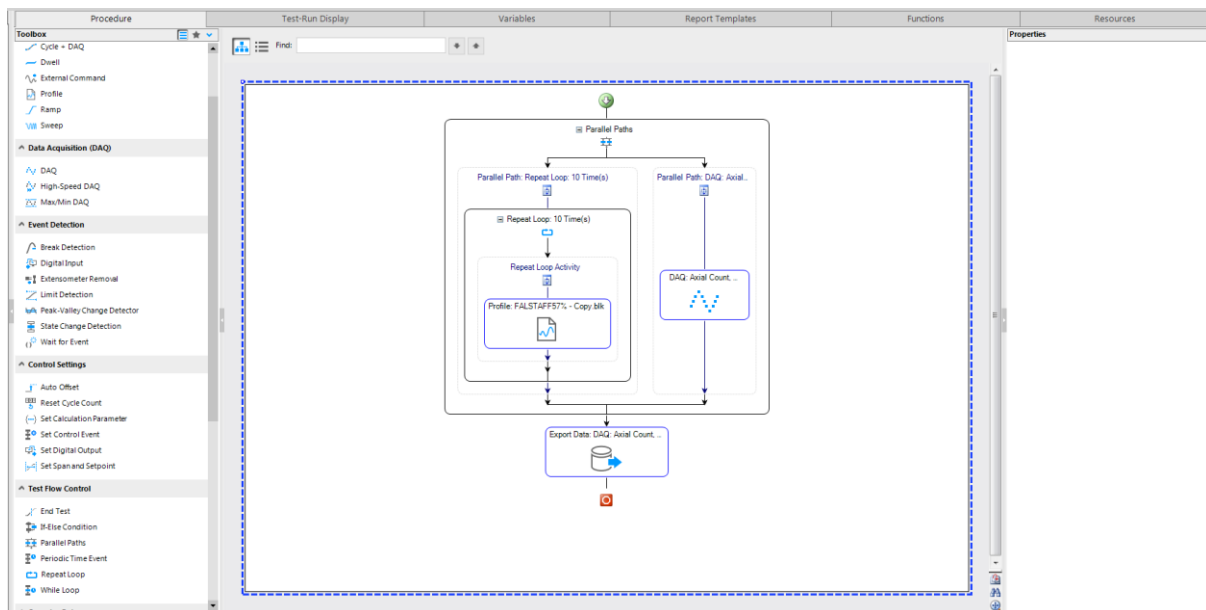 Procedure
Test-Run Display
Variables
Report Templates
Functions
Resources
Toolbox
Cycle + DAQ
Dwell
External Command
Profile
Ramp
Sweep
Data Acquisition (DAQ)
DAQ
High-Speed DAQ
Max/Min DAQ
Event Detection
Break Detection
Digital Input
Extensometer Removal
Limit Detection
Peak-Valley Change Detector
State Change Detection
Wait for Event
Control Settings
Auto Offset
Reset Cycle Count
Set Calculation Parameter
Set Control Event
Set Digital Output
Set Span and Setpoint
Test Flow Control
End Test
If-Else Condition
Parallel Paths
Periodic Time Event
Repeat Loop
While Loop
Find:
Parallel Paths
Parallel Path: Repeat Loop: 10 Time(s)
Parallel Path: DAQ: Axial...
Repeat Loop: 10 Time(s)
Repeat Loop Activity
Profile: FALSTAFF57% - Copy.blk
DAQ: Axial Count, ...
Export Data: DAQ: Axial Count, ...
Properties